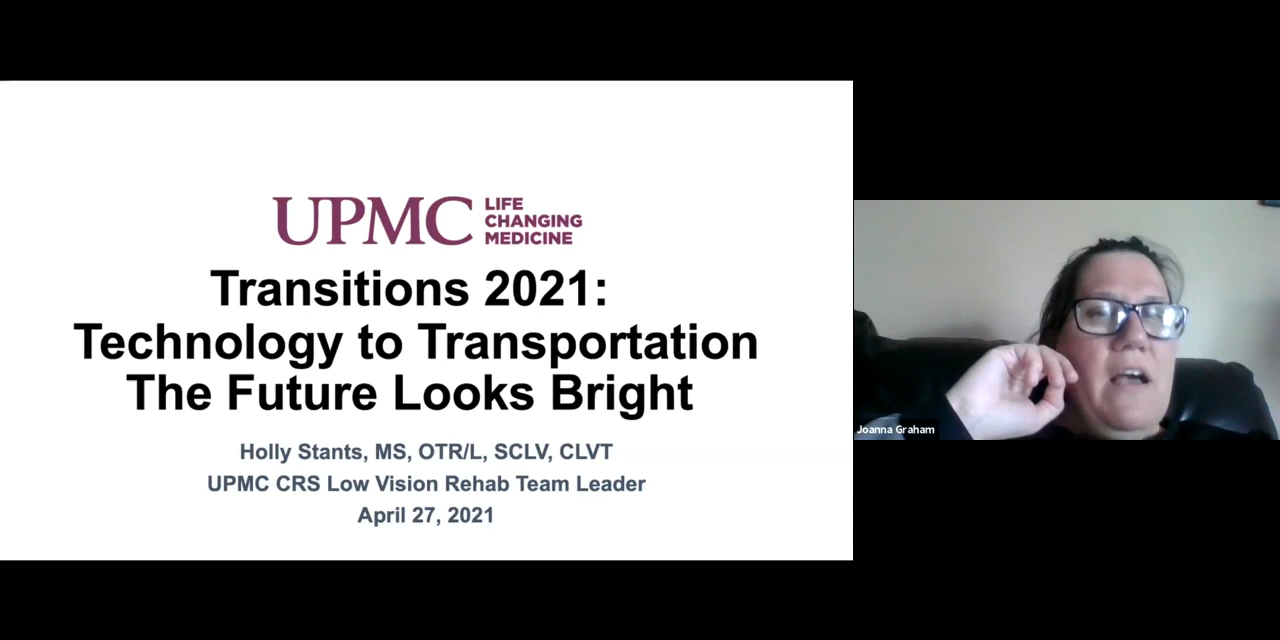 UPMC LIFE
CHANGING
MEDICINE
Transitions 2021:
Technology to Transportation
The Future Looks Bright
Holly Stants, MS, OTR/L, SCLV, CLVT
UPMC CRS Low Vision Rehab Team Leader
April 27, 2021
Joanna Graham